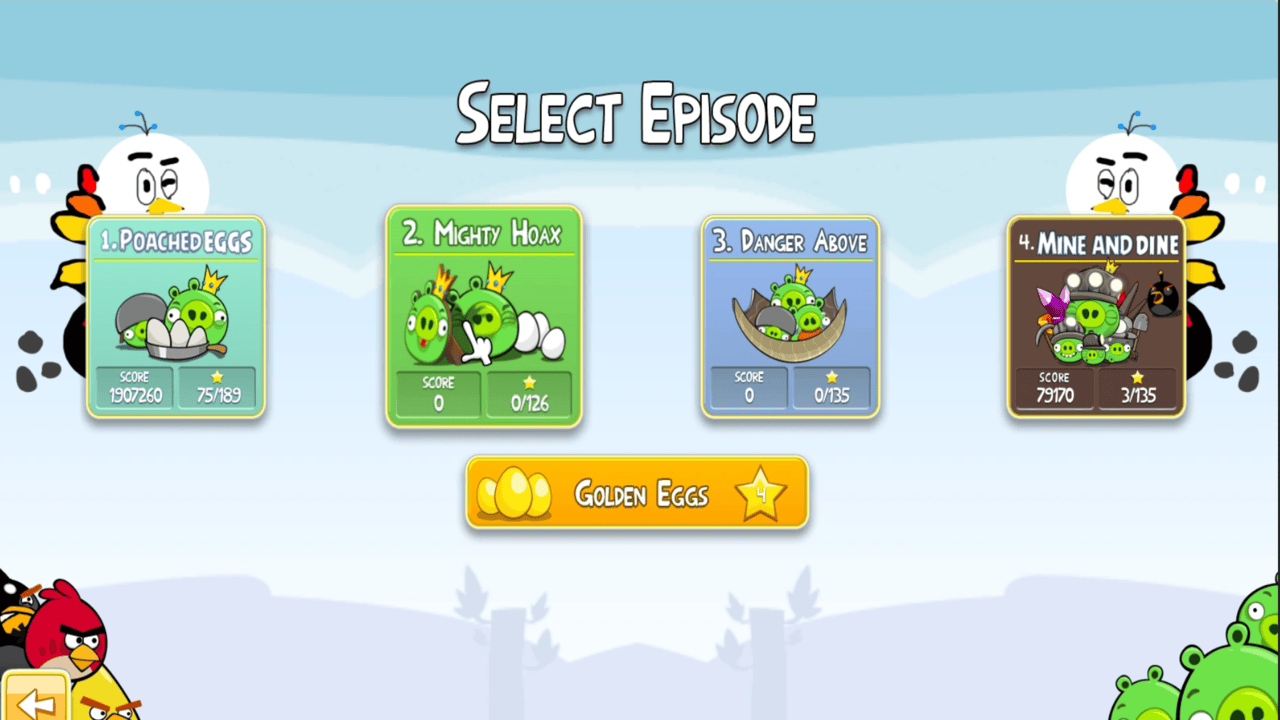 SELECT EPISODE
1. POACHED EGGS
SCORE
1907260
75/189
2. MIGHTY HOAX
SCORE
0
0/126
3. DANGER ABOVE
SCORE
0
0/135
4. MINE AND DINE
SCORE
79170
3/135
GOLDEN EGGS
4